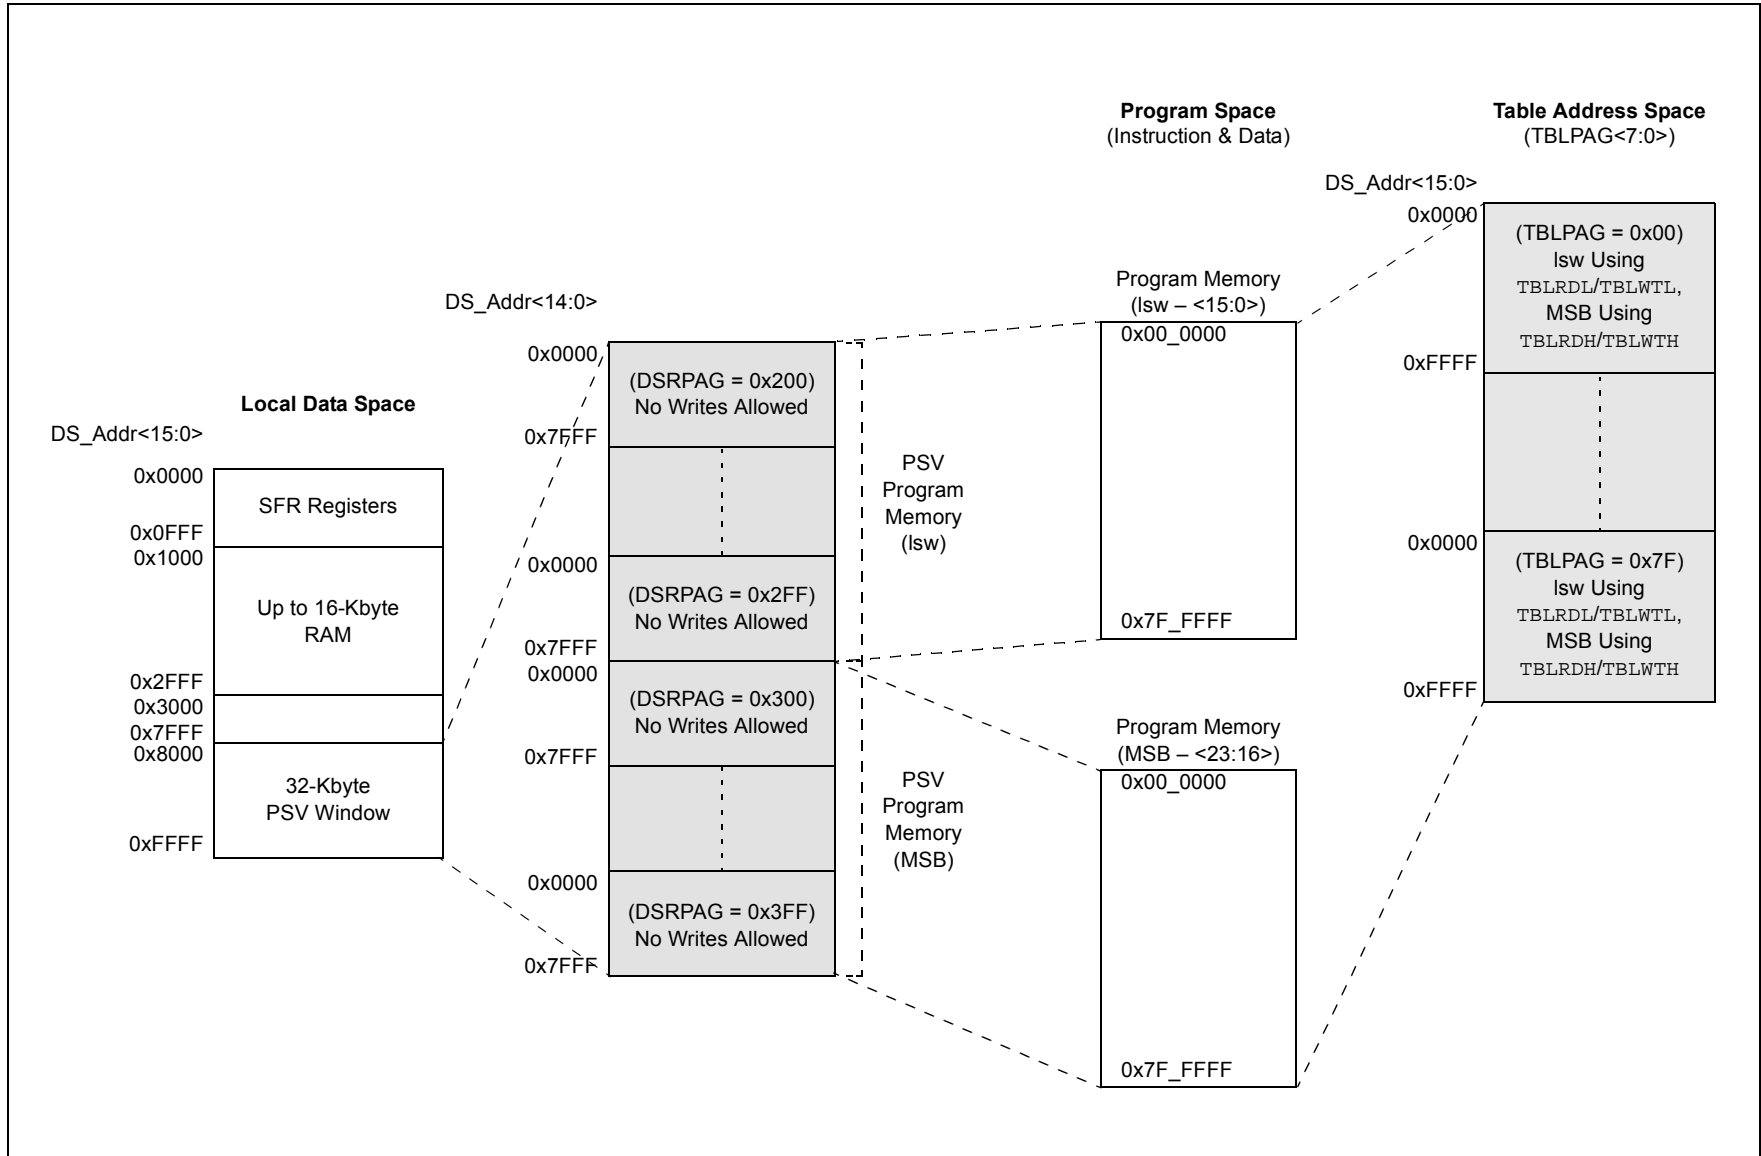 Local Data Space
DS_Addr<15:0>
0x0000
SFR Registers
0x0FFF
0x1000
Up to 16-Kbyte
RAM
0x2FFF
0x3000
0x7FFF
0x8000
32-Kbyte
PSV Window
0xFFFF
DS_Addr<14:0>
0x0000
(DSRPAG = 0x200)
No Writes Allowed
0x7FFF
0x0000
(DSRPAG = 0x2FF)
No Writes Allowed
0x7FFF
0x0000
(DSRPAG = 0x300)
No Writes Allowed
0x7FFF
0x0000
(DSRPAG = 0x3FF)
No Writes Allowed
0x7FFF
PSV
Program
Memory
(lsw)
PSV
Program
Memory
(MSB)
Program Space
(Instruction & Data)
Program Memory
(lsw – <15:0>)
0x00_0000
0x7F_FFFF
Program Memory
(MSB – <23:16>)
0x00_0000
0x7F_FFFF
Table Address Space
(TBLPAG<7:0>)
DS_Addr<15:0>
0x0000
(TBLPAG = 0x00)
lsw Using
TBLRDL/TBLWTL,
MSB Using
TBLRDH/TBLWTH
0xFFFF
0x0000
(TBLPAG = 0x7F)
lsw Using
TBLRDL/TBLWTL,
MSB Using
TBLRDH/TBLWTH
0xFFFF